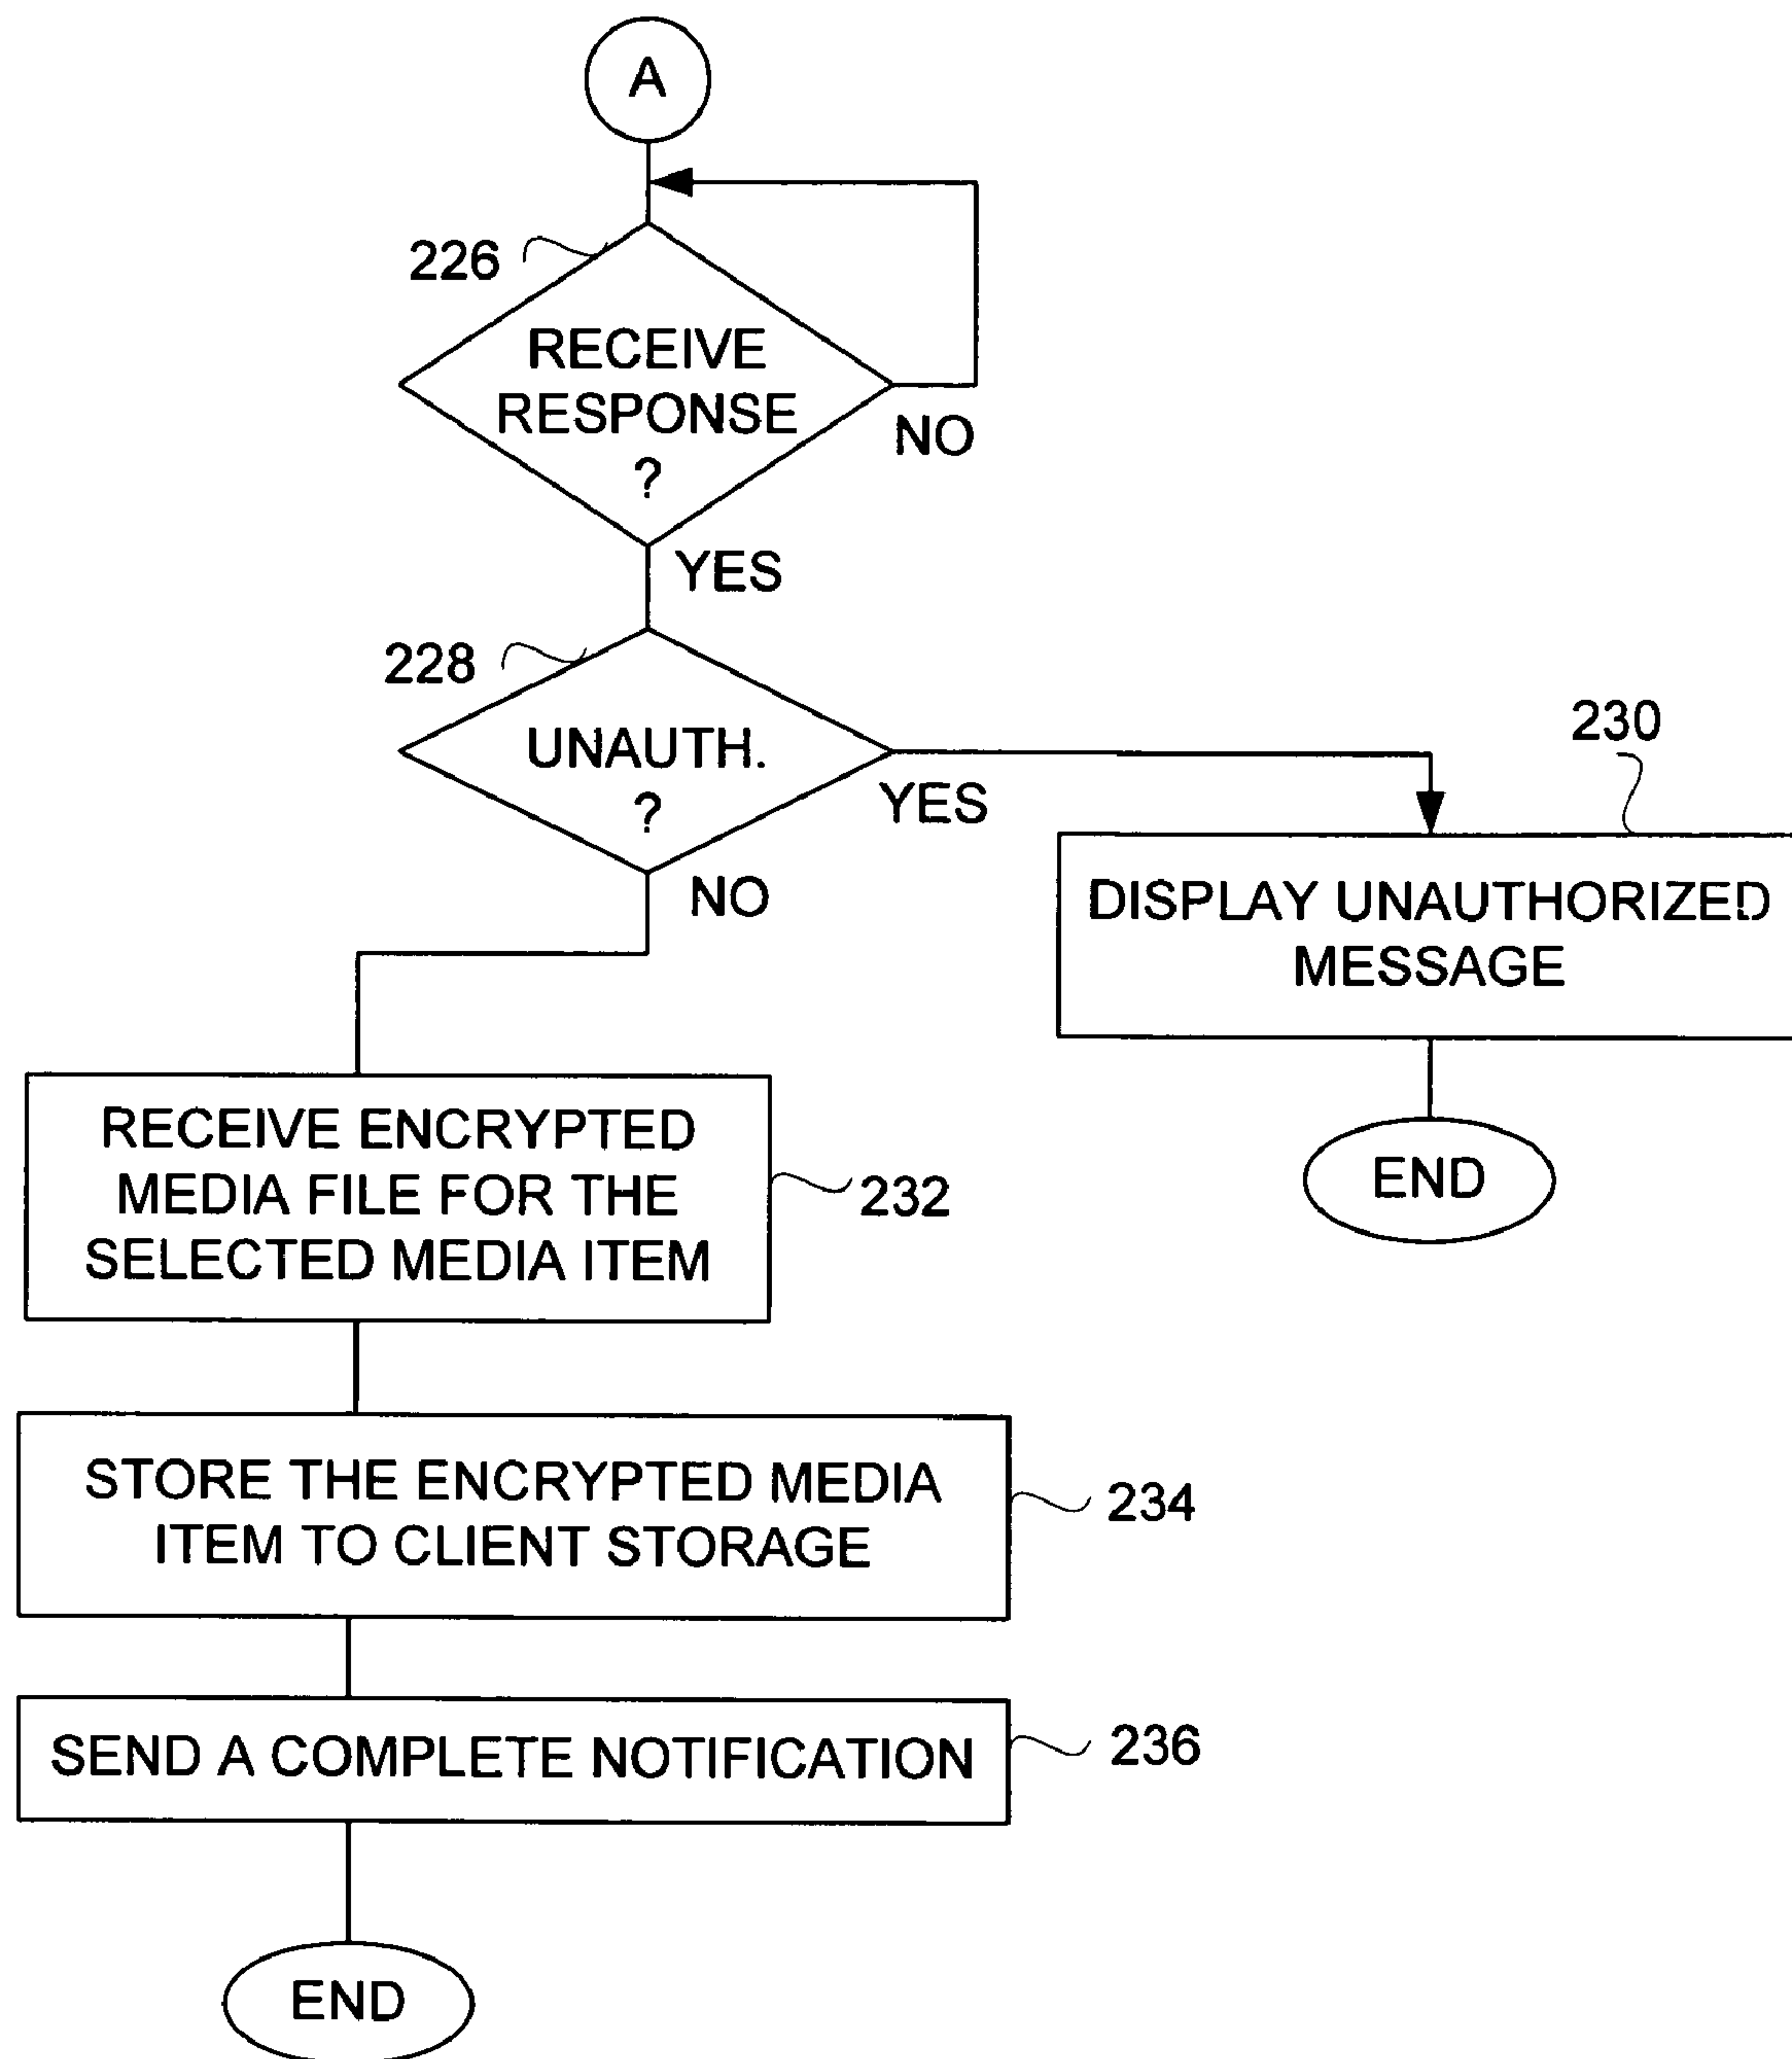 A
226
RECEIVE
RESPONSE
?
NO
YES
228
UNAUTH.
?
YES
NO
230
DISPLAY UNAUTHORIZED
MESSAGE
END
RECEIVE ENCRYPTED
MEDIA FILE FOR THE
SELECTED MEDIA ITEM
232
STORE THE ENCRYPTED MEDIA
ITEM TO CLIENT STORAGE
234
SEND A COMPLETE NOTIFICATION
236
END